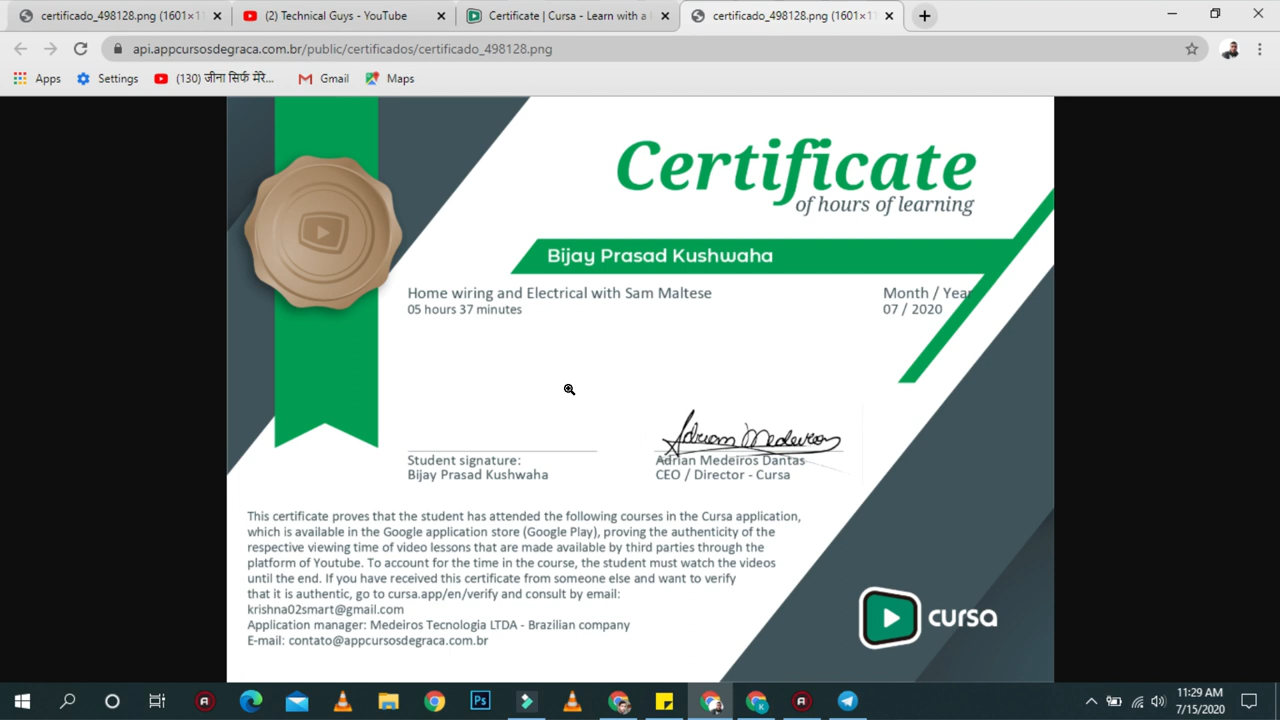 certificado_498128.png (1601×11
(2) Technical Guys - YouTube
Certificate | Cursa - Learn with a
certificado_498128.png (1601×11
api.appcursosdegraca.com.br/public/certificados/certificado_498128.png
Apps
Settings
(130) जीना सिर्फ मेरे...
Gmail
Maps
Certificate
of hours of learning
Bijay Prasad Kushwaha
Home wiring and Electrical with Sam Maltese
05 hours 37 minutes
Month / Year
07 / 2020
Adrian Medeiros
Student signature:
Bijay Prasad Kushwaha
Adrian Medeiros Dantas
CEO / Director - Cursa
This certificate proves that the student has attended the following courses in the Cursa application,
which is available in the Google application store (Google Play), proving the authenticity of the
respective viewing time of video lessons that are made available by third parties through the
platform of Youtube. To account for the time in the course, the student must watch the videos
until the end. If you have received this certificate from someone else and want to verify
that it is authentic, go to cursa.app/en/verify and consult by email:
krishna02smart@gmail.com
Application manager: Medeiros Tecnologia LTDA - Brazilian company
E-mail: contato@appcursosdegraca.com.br
cursa
Ps
K
11:29 AM
7/15/2020